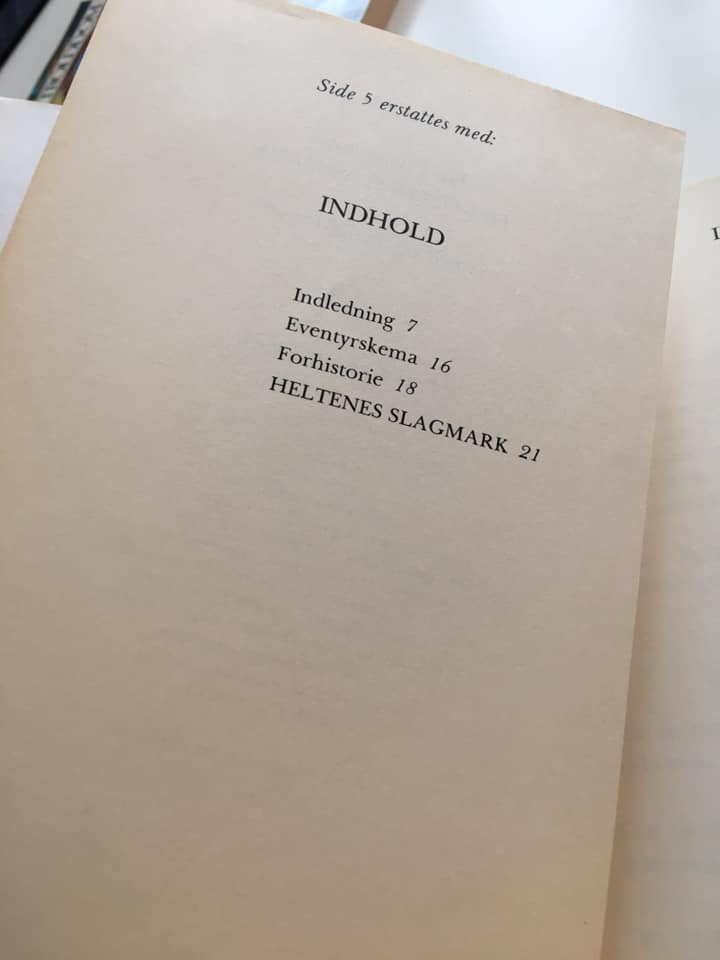 Side 5 erstattes med:
INDHOLD
Indledning 7
Eventyrskema 16
Forhistorie 18
HELTENES SLAGMARK 21